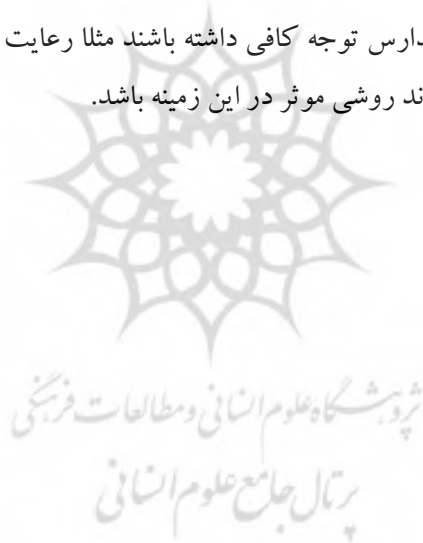 دارس توجه کافی داشته باشند مثلا رعایت
ند روشی موثر در این زمینه باشد.
پژوهشگاه علوم انسانی و مطالعات فرهنگی
پرتال جامع علوم انسانی